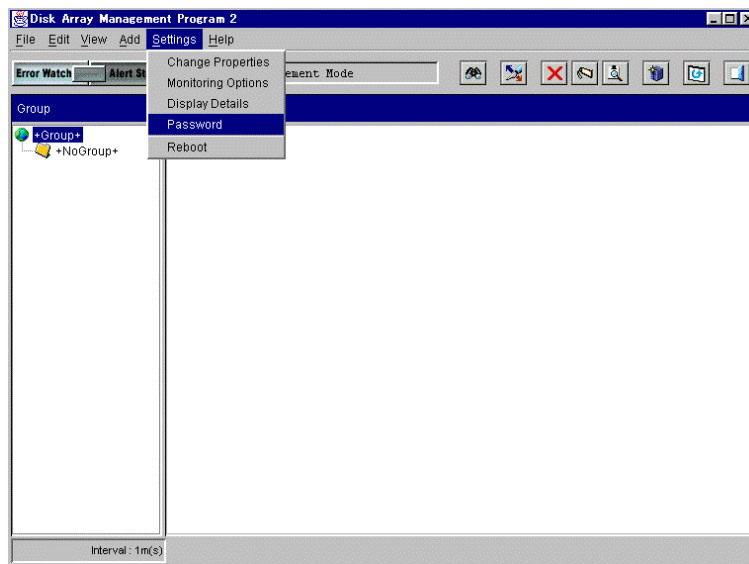 Disk Array Management Program 2
File Edit View Add Settings Help
Error Watch Alert St ement Mode
Change Properties
Monitoring Options
Display Details
Password
Reboot
Group
+Group+
+NoGroup+
Interval : 1m(s)